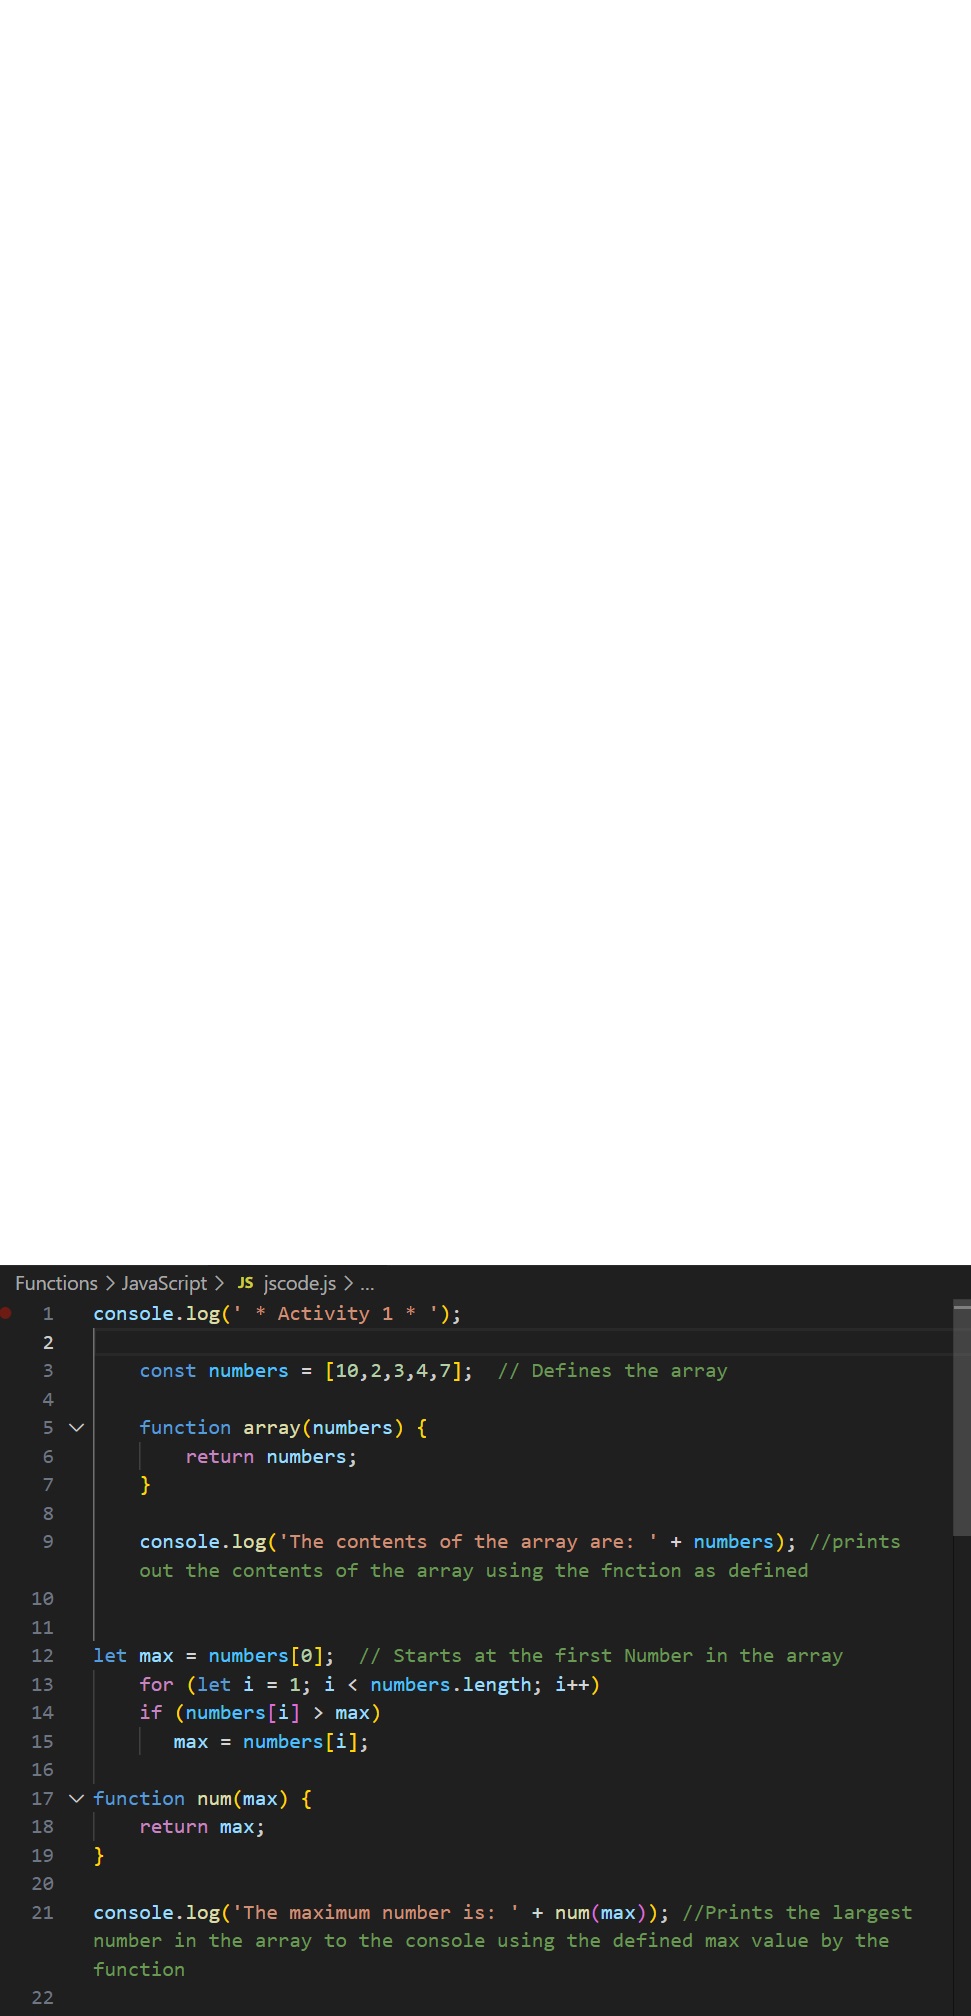 Functions > JavaScript > JS jscode.js > ...
1 console.log(' * Activity 1 * ');
2
3 const numbers = [10,2,3,4,7];  // Defines the array
4
5 function array(numbers) {
6 return numbers;
7 }
8
9 console.log('The contents of the array are: ' + numbers); //prints
out the contents of the array using the fnction as defined
10
11
12 let max = numbers[0];  // Starts at the first Number in the array
13 for (let i = 1; i < numbers.length; i++)
14 if (numbers[i] > max)
15 max = numbers[i];
16
17 function num(max) {
18 return max;
19 }
20
21 console.log('The maximum number is: ' + num(max)); //Prints the largest
number in the array to the console using the defined max value by the
function
22